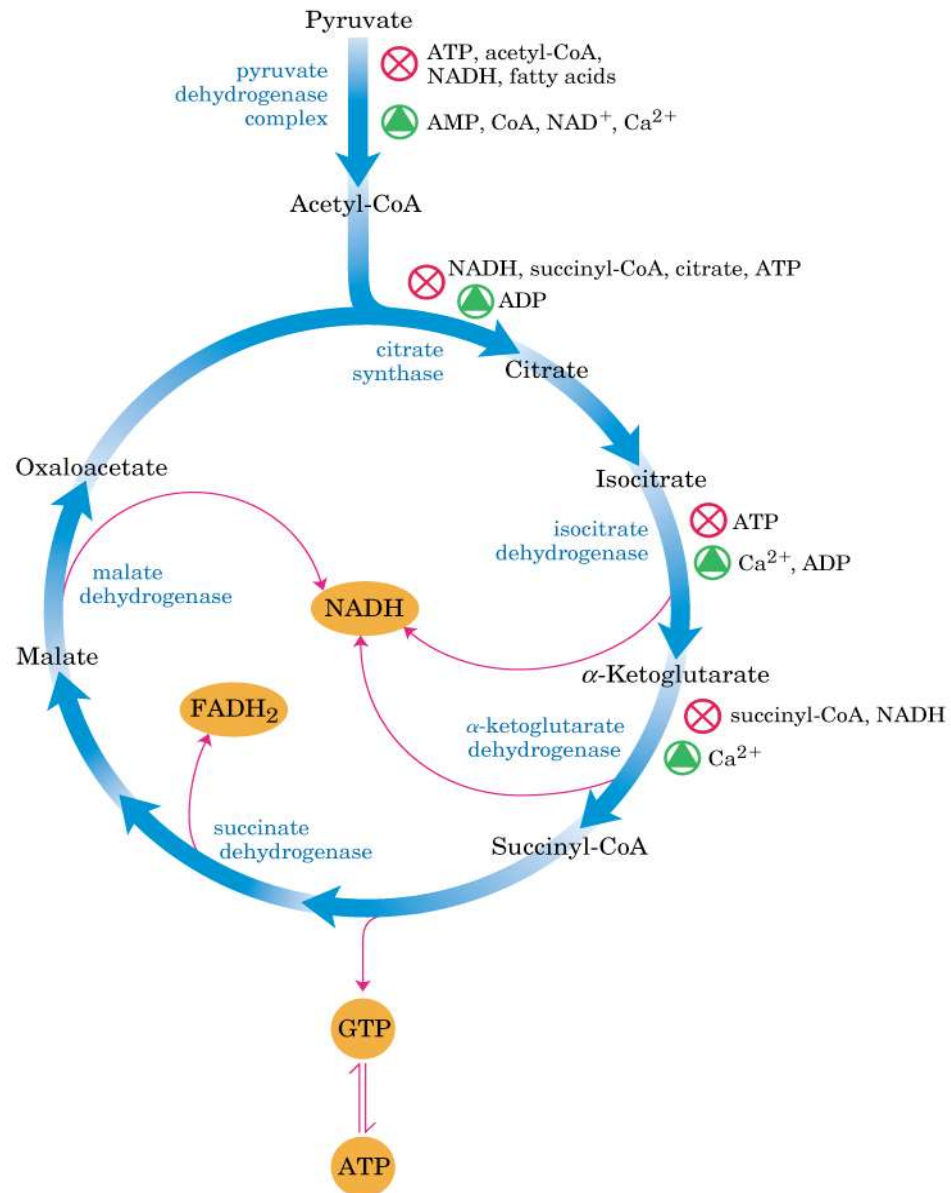 Pyruvate
ATP, acetyl-CoA,
NADH, fatty acids
pyruvate
dehydrogenase
complex
AMP, CoA, NAD⁺, Ca²⁺
Acetyl-CoA
NADH, succinyl-CoA, citrate, ATP
ADP
citrate
synthase
Citrate
Oxaloacetate
Isocitrate
ATP
isocitrate
dehydrogenase
Ca²⁺, ADP
malate
dehydrogenase
NADH
Malate
α-Ketoglutarate
FADH₂
succinyl-CoA, NADH
α-ketoglutarate
dehydrogenase
Ca²⁺
succinate
dehydrogenase
Succinyl-CoA
GTP
ATP